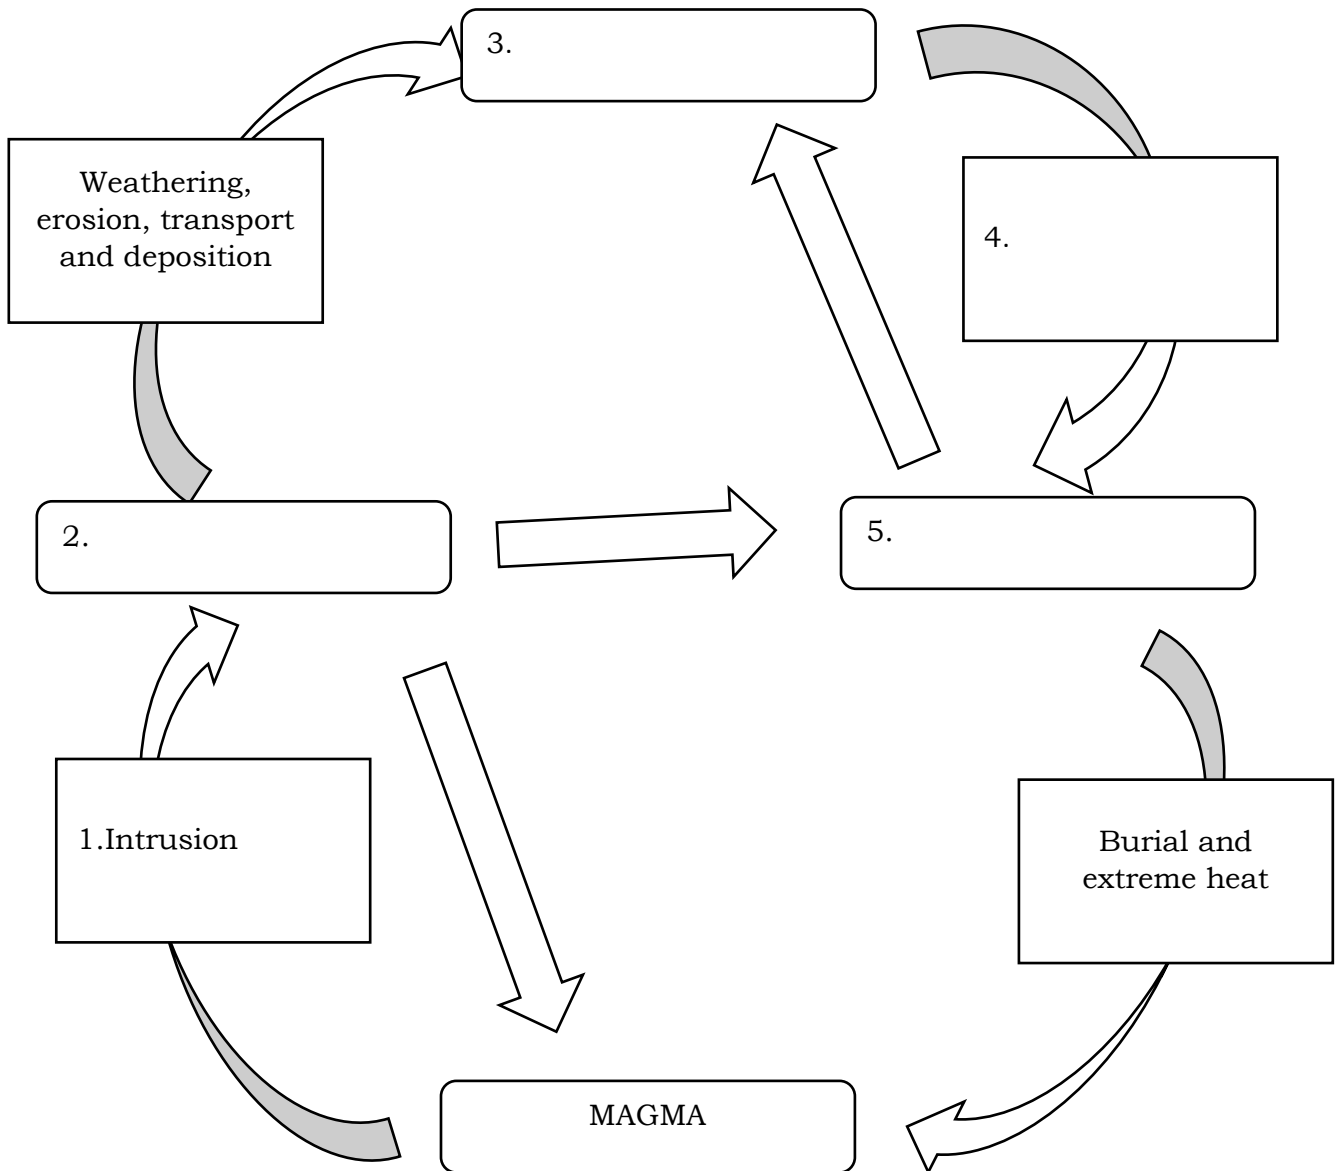 3.
Weathering,
erosion, transport
and deposition
4.
2.
5.
1.Intrusion
Burial and
extreme heat
MAGMA